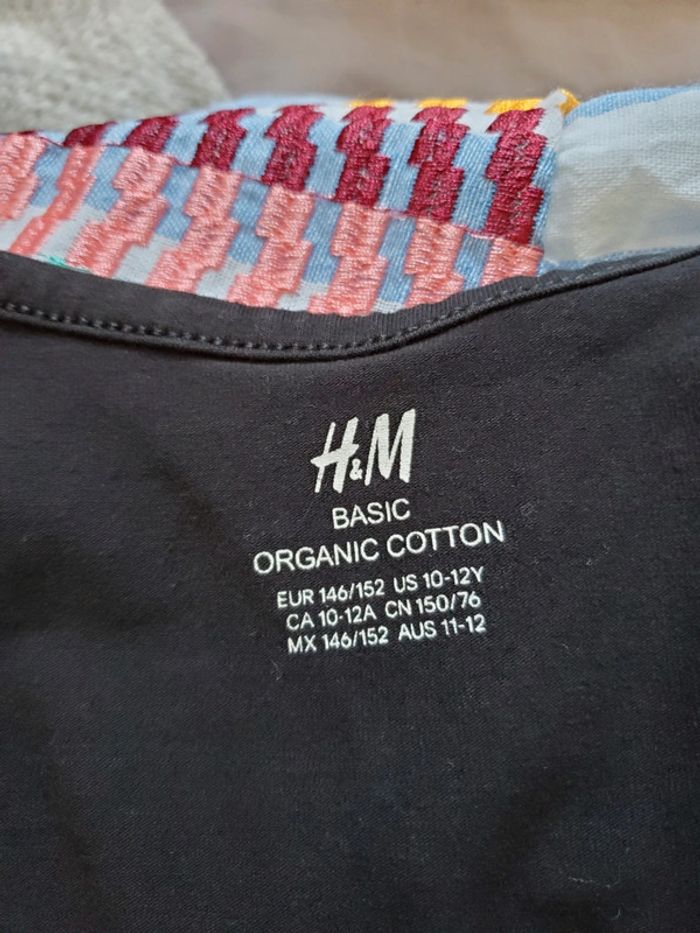 H&M
BASIC
ORGANIC COTTON
EUR 146/152 US 10-12Y
CA 10-12A CN 150/76
MX 146/152 AUS 11-12